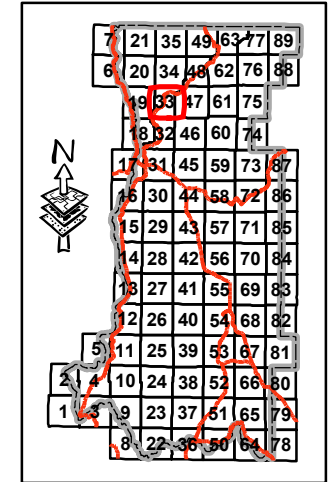 7 21 35 49 63 77 89
6 20 34 48 62 76 88
19 33 47 61 75
18 32 46 60 74
N
17 31 45 59 73 87
16 30 44 58 72 86
15 29 43 57 71 85
14 28 42 56 70 84
13 27 41 55 69 83
12 26 40 54 68 82
5 11 25 39 53 67 81
2 4 10 24 38 52 66 80
1 3 9 23 37 51 65 79
8 22 36 50 64 78